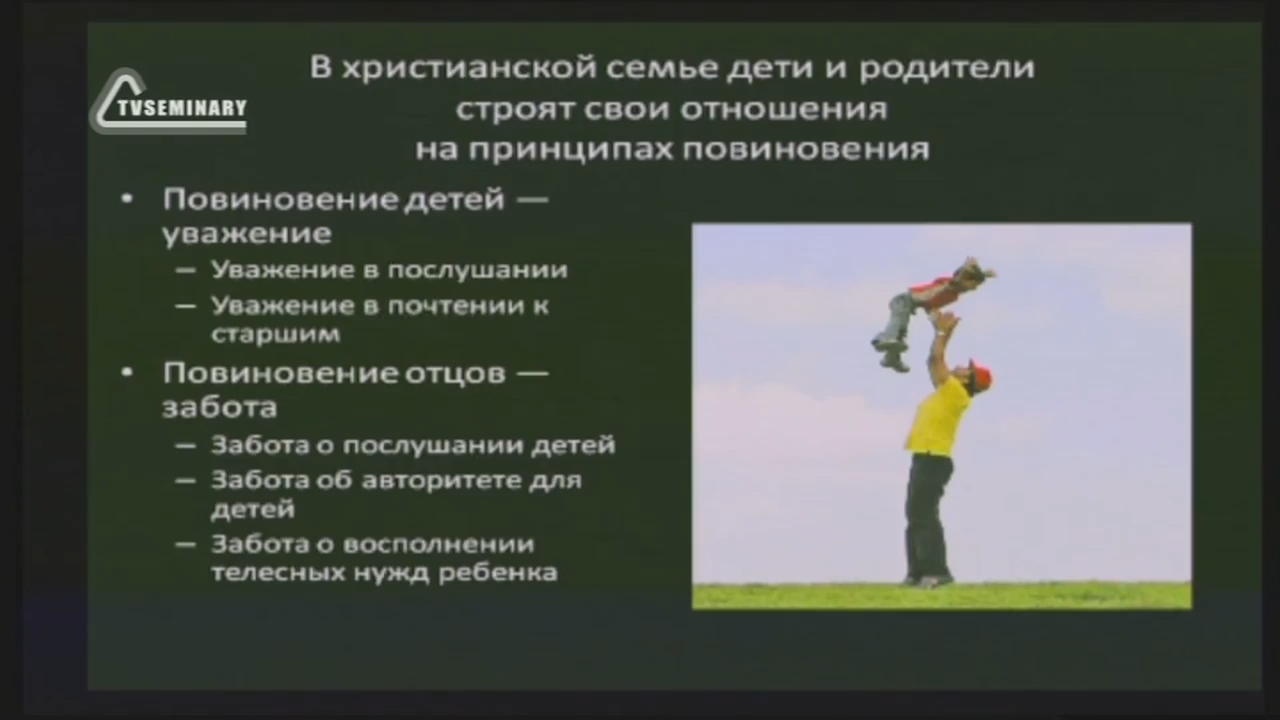 TVSEMINARY
В христианской семье дети и родители
строят свои отношения
на принципах повиновения
• Повиновение детей —
уважение
— Уважение в послушании
— Уважение в почтении к
старшим
• Повиновение отцов —
забота
— Забота о послушании детей
— Забота об авторитете для
детей
— Забота о восполнении
телесных нужд ребенка